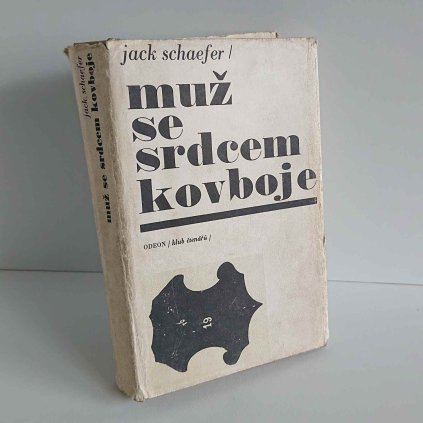 jack schaefer /
muž
se
srdcem
kovboje
ODEON / klub čtenářů /
19
jack schaefer
muž se srdcem kovboje